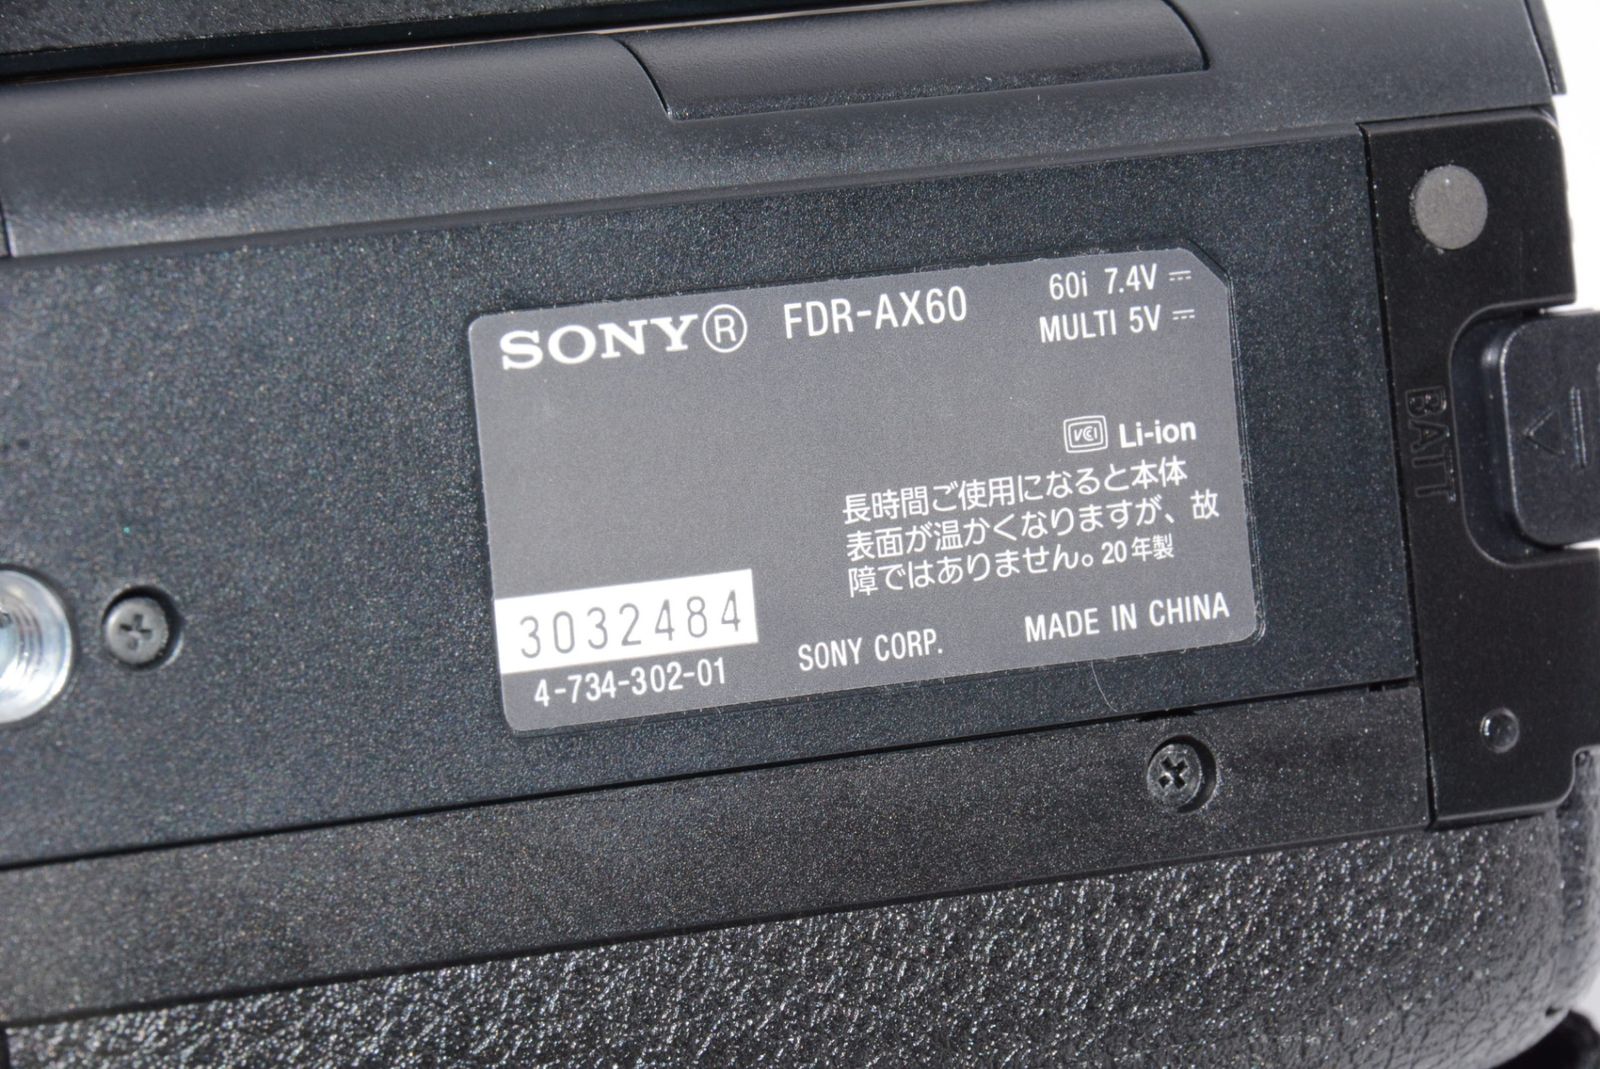 SONY® FDR-AX60 60i 7.4V ⎓
MULTI 5V ⎓
VCI Li-ion
長時間ご使用になると本体
表面が温かくなりますが、故
障ではありません。20年製
3032484
4-734-302-01 SONY CORP. MADE IN CHINA
BATT